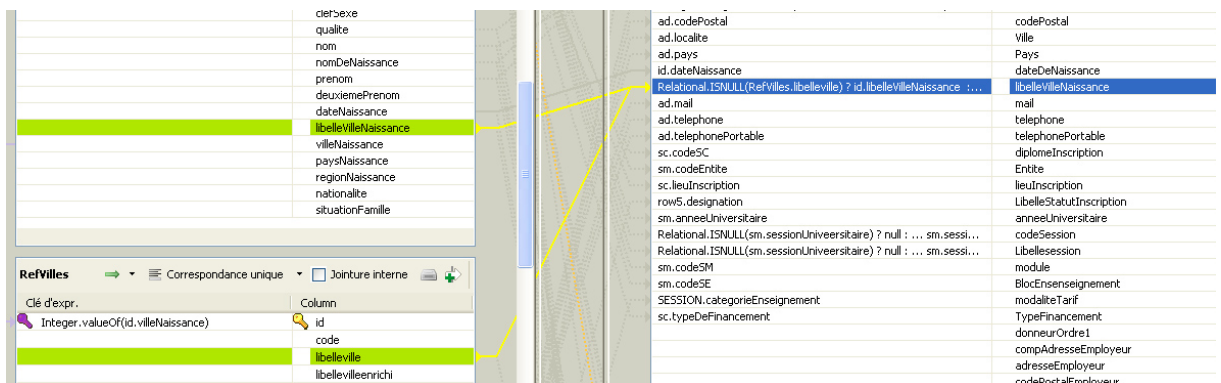 clefSexe
qualite
nom
nomDeNaissance
prenom
deuxiemePrenom
dateNaissance
libelleVilleNaissance
villeNaissance
paysNaissance
regionNaissance
nationalite
situationFamille
RefVilles Correspondance unique Jointure interne
Clé d'expr. Column
Integer.valueOf(id.villeNaissance) id
code
libelleville
libellevilleenrichi
ad.codePostal codePostal
ad.localite Ville
ad.pays Pays
id.dateNaissance dateDeNaissance
Relational.ISNULL(RefVilles.libelleville) ? id.libelleVilleNaissance :... libelleVilleNaissance
ad.mail mail
ad.telephone telephone
ad.telephonePortable telephonePortable
sc.codeSC diplomeInscription
sm.codeEntite Entite
sc.lieuInscription lieuInscription
row5.designation LibelleStatutInscription
sm.anneeUniversitaire anneeUniversitaire
Relational.ISNULL(sm.sessionUniveersitaire) ? null : ... sm.sessi... codeSession
Relational.ISNULL(sm.sessionUniveersitaire) ? null : ... sm.sessi... Libellesession
sm.codeSM module
sm.codeSE BlocEnsenseignement
SESSION.categorieEnseignement modaliteTarif
sc.typeDeFinancement TypeFinancement
donneurOrdre1
compAdresseEmployeur
adresseEmployeur
codePostalEmployeur